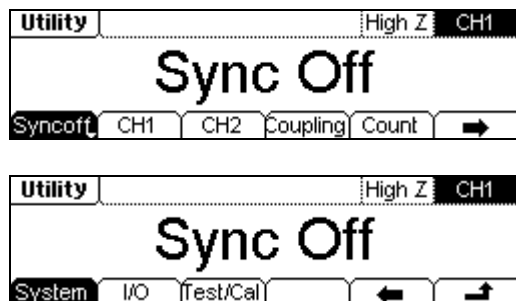 Utility High Z CH1
Sync Off
Syncoff CH1 CH2 Coupling Count
Utility High Z CH1
Sync Off
System I/O Test/Cal